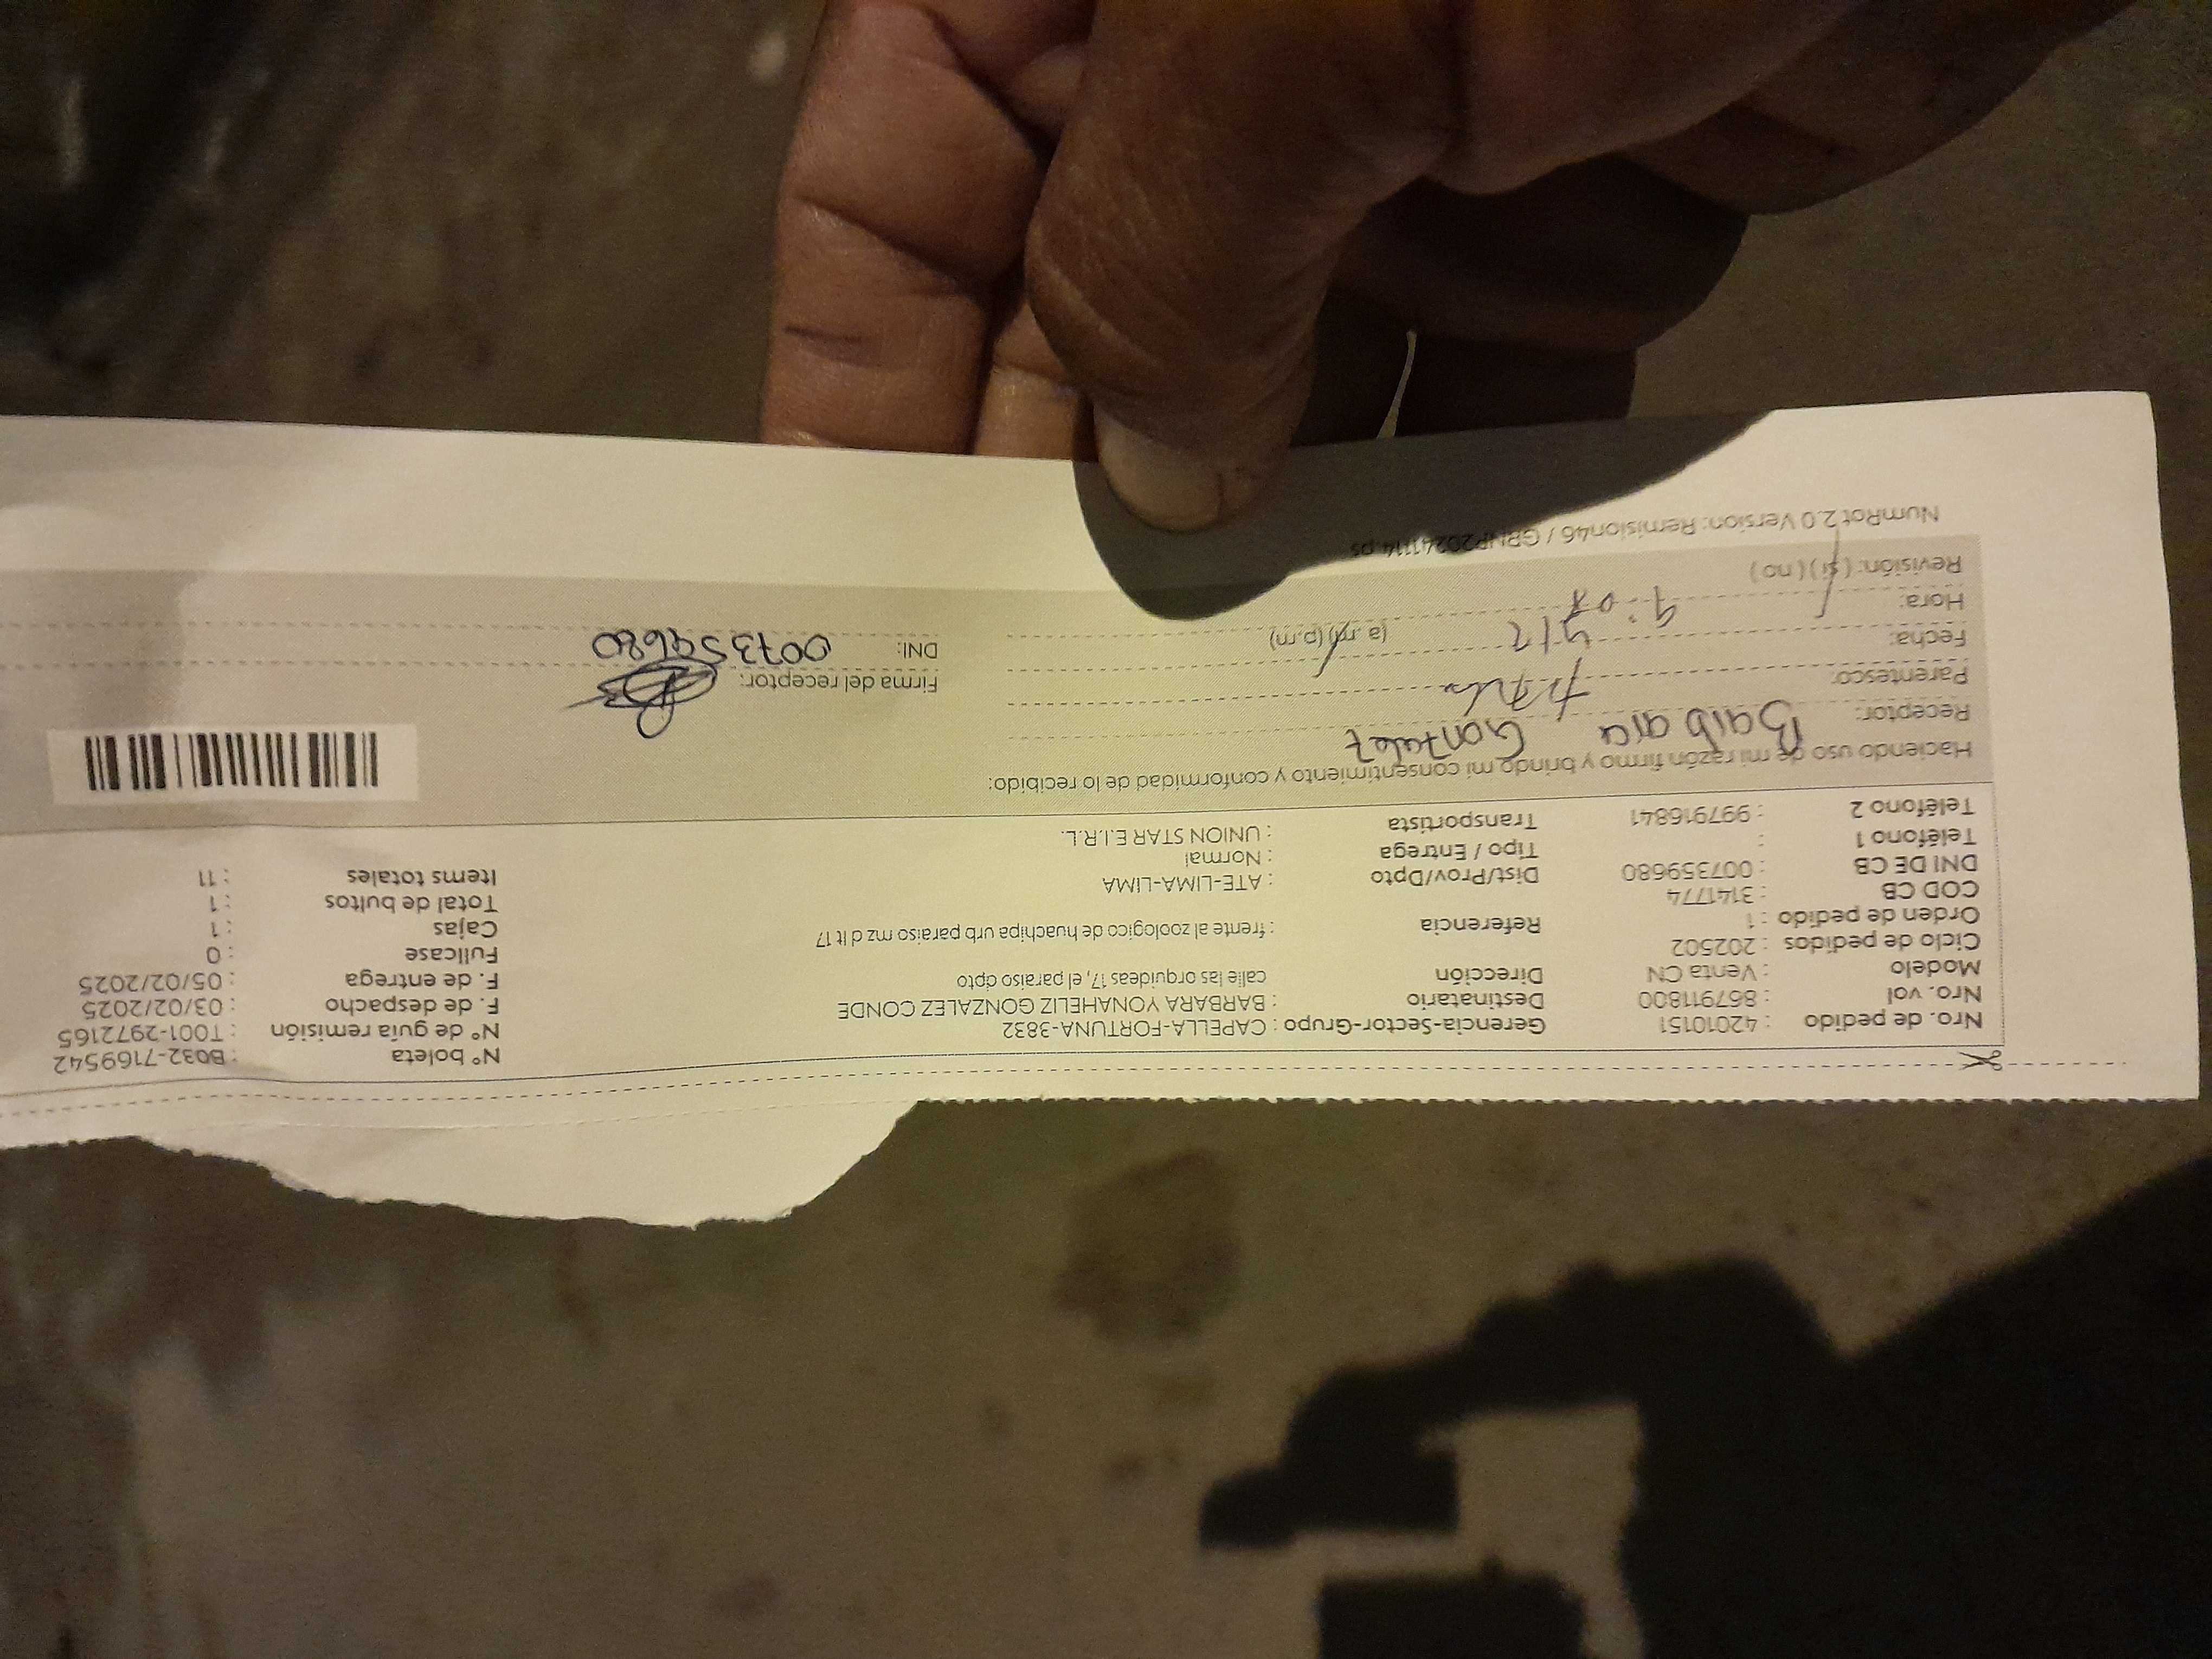 Nº boleta : B032-7169542
Nro. de pedido : 42010151 Gerencia-Sector-Grupo : CAPELLA-FORTUNA-3832 Nº de guía remisión : T001-2972165
Nro. vol : 867911800 Destinatario : BARBARA YONAHELIZ GONZALEZ CONDE F. de despacho : 03/02/2025
Modelo : Venta CN Dirección calle las orquideas 17, el paraiso dpto F. de entrega : 05/02/2025
Ciclo de pedidos : 202502 Fullcase : 0
Orden de pedido : 1 Referencia : frente al zoologico de huachipa urb paraiso mz d lt 17 Cajas : 1
COD CB : 3141774 Total de bultos : 1
DNI DE CB : 007359680 Dist/Prov/Dpto : ATE-LIMA-LIMA Items totales : 11
Teléfono 1 : Tipo / Entrega : Normal
Teléfono 2 : 997916841 Transportista : UNION STAR E.I.R.L.
Haciendo uso de mi razón firmo y brindo mi consentimiento y conformidad de lo recibido:
Receptor: Barbara Gonzalez
Parentesco: Firma del receptor:
Fecha: 4/2 (a.m) (p.m) DNI: 007359680
Hora: 9:08
Revisión: (si) (no)
NumRot 2.0 Version: Remision46 / GRNP20241114.ps